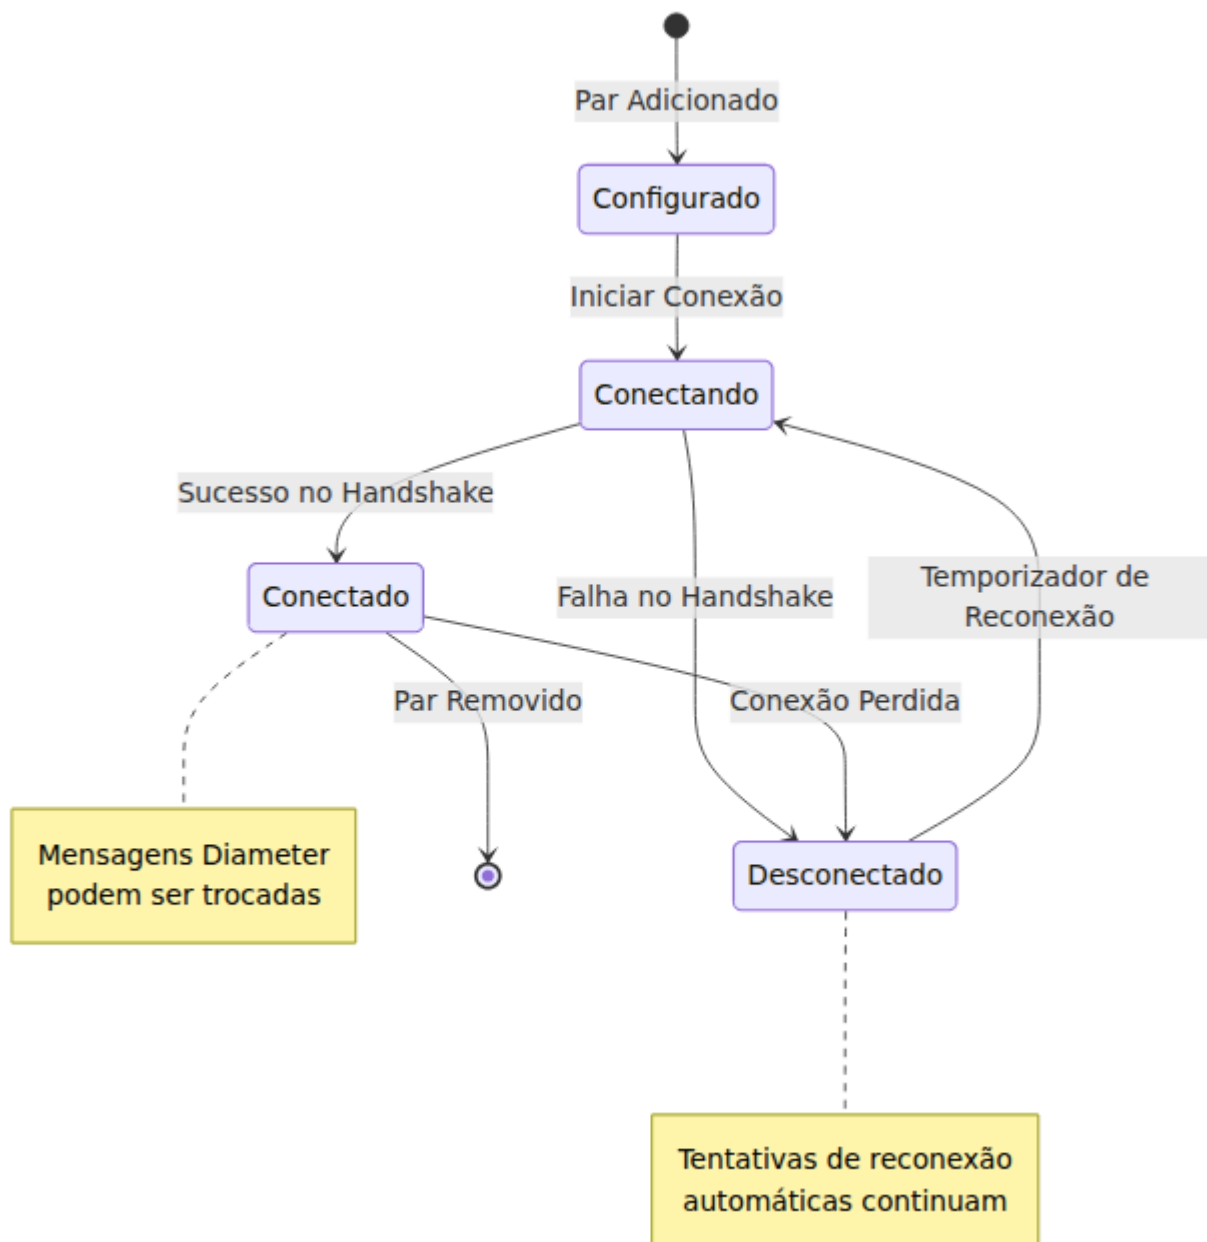 Par Adicionado
Configurado
Iniciar Conexão
Conectando
Sucesso no Handshake
Conectado
Falha no Handshake
Temporizador de
Reconexão
Par Removido
Conexão Perdida
Mensagens Diameter
podem ser trocadas
Desconectado
Tentativas de reconexão
automáticas continuam